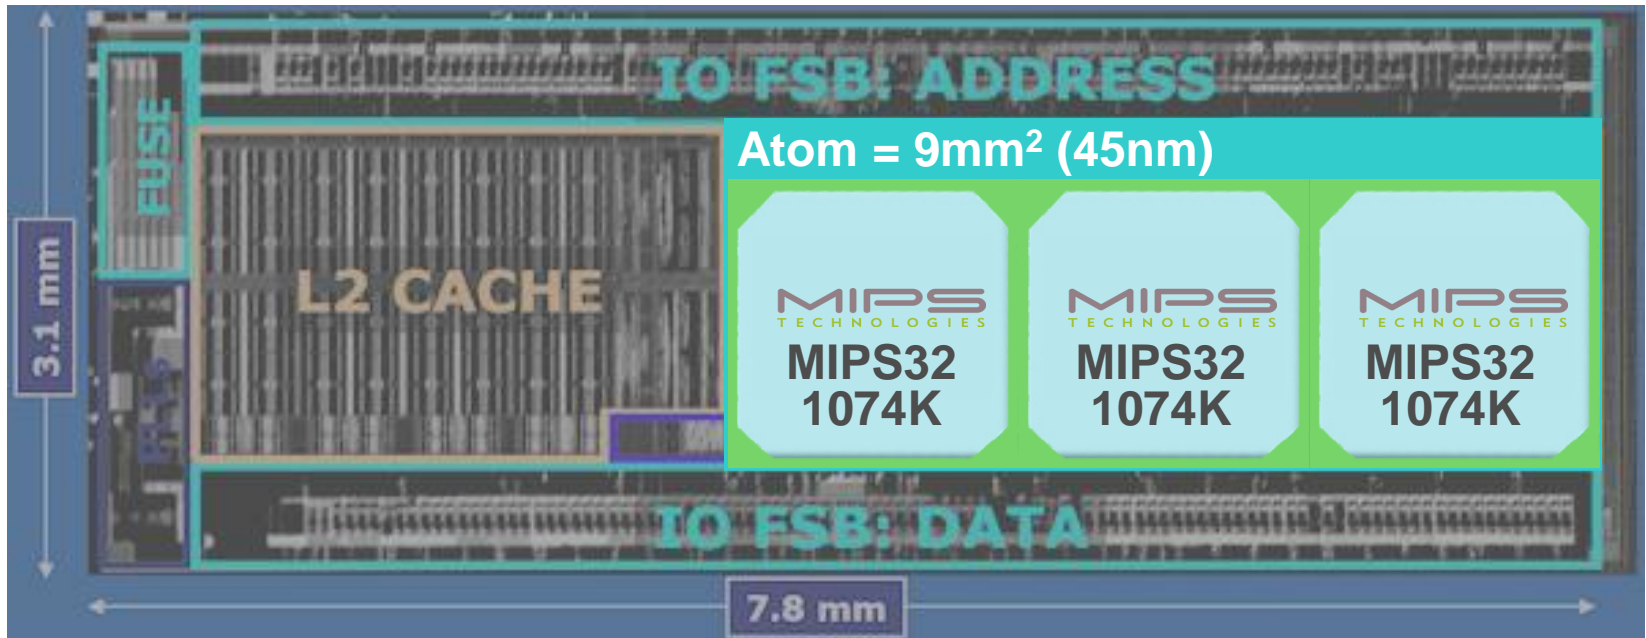 IO FSB: ADDRESS
FUSE
Atom = 9mm² (45nm)
L2 CACHE
3.1 mm
MIPS
TECHNOLOGIES
MIPS32
1074K
MIPS
TECHNOLOGIES
MIPS32
1074K
MIPS
TECHNOLOGIES
MIPS32
1074K
IO FSB: DATA
7.8 mm